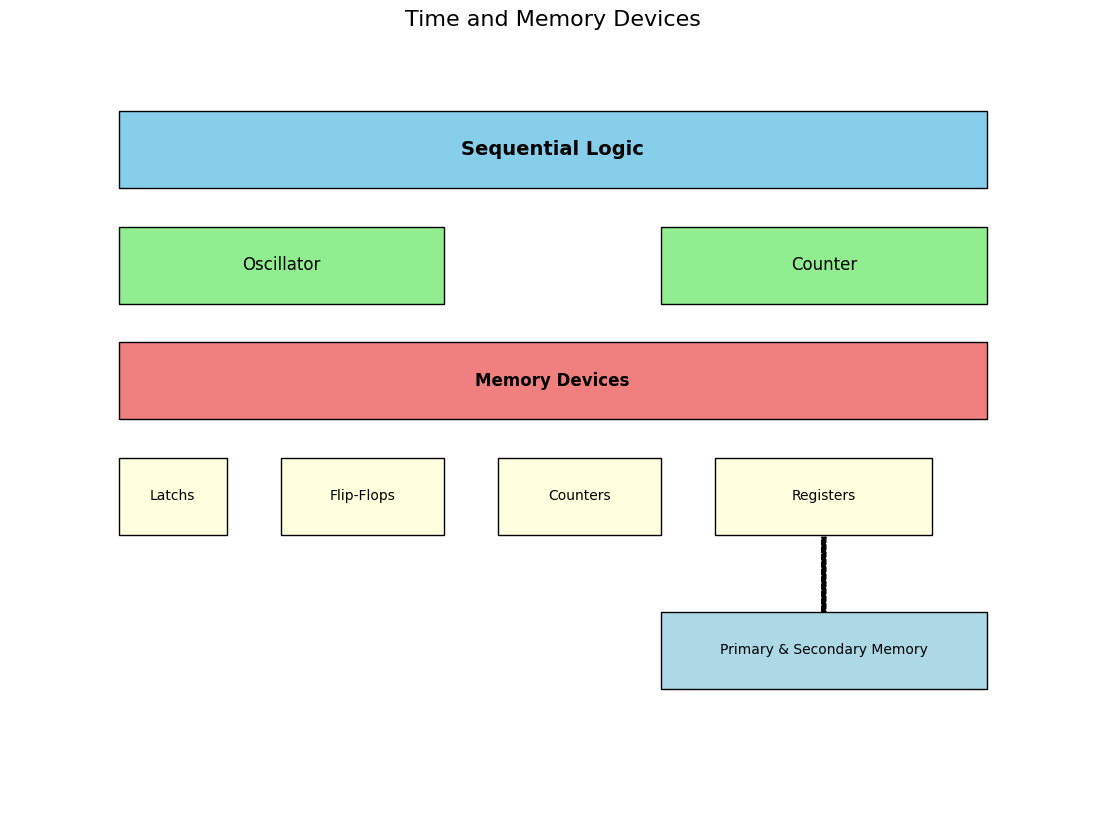 Time and Memory Devices
Sequential Logic
Oscillator
Counter
Memory Devices
Latchs
Flip-Flops
Counters
Registers
Primary & Secondary Memory